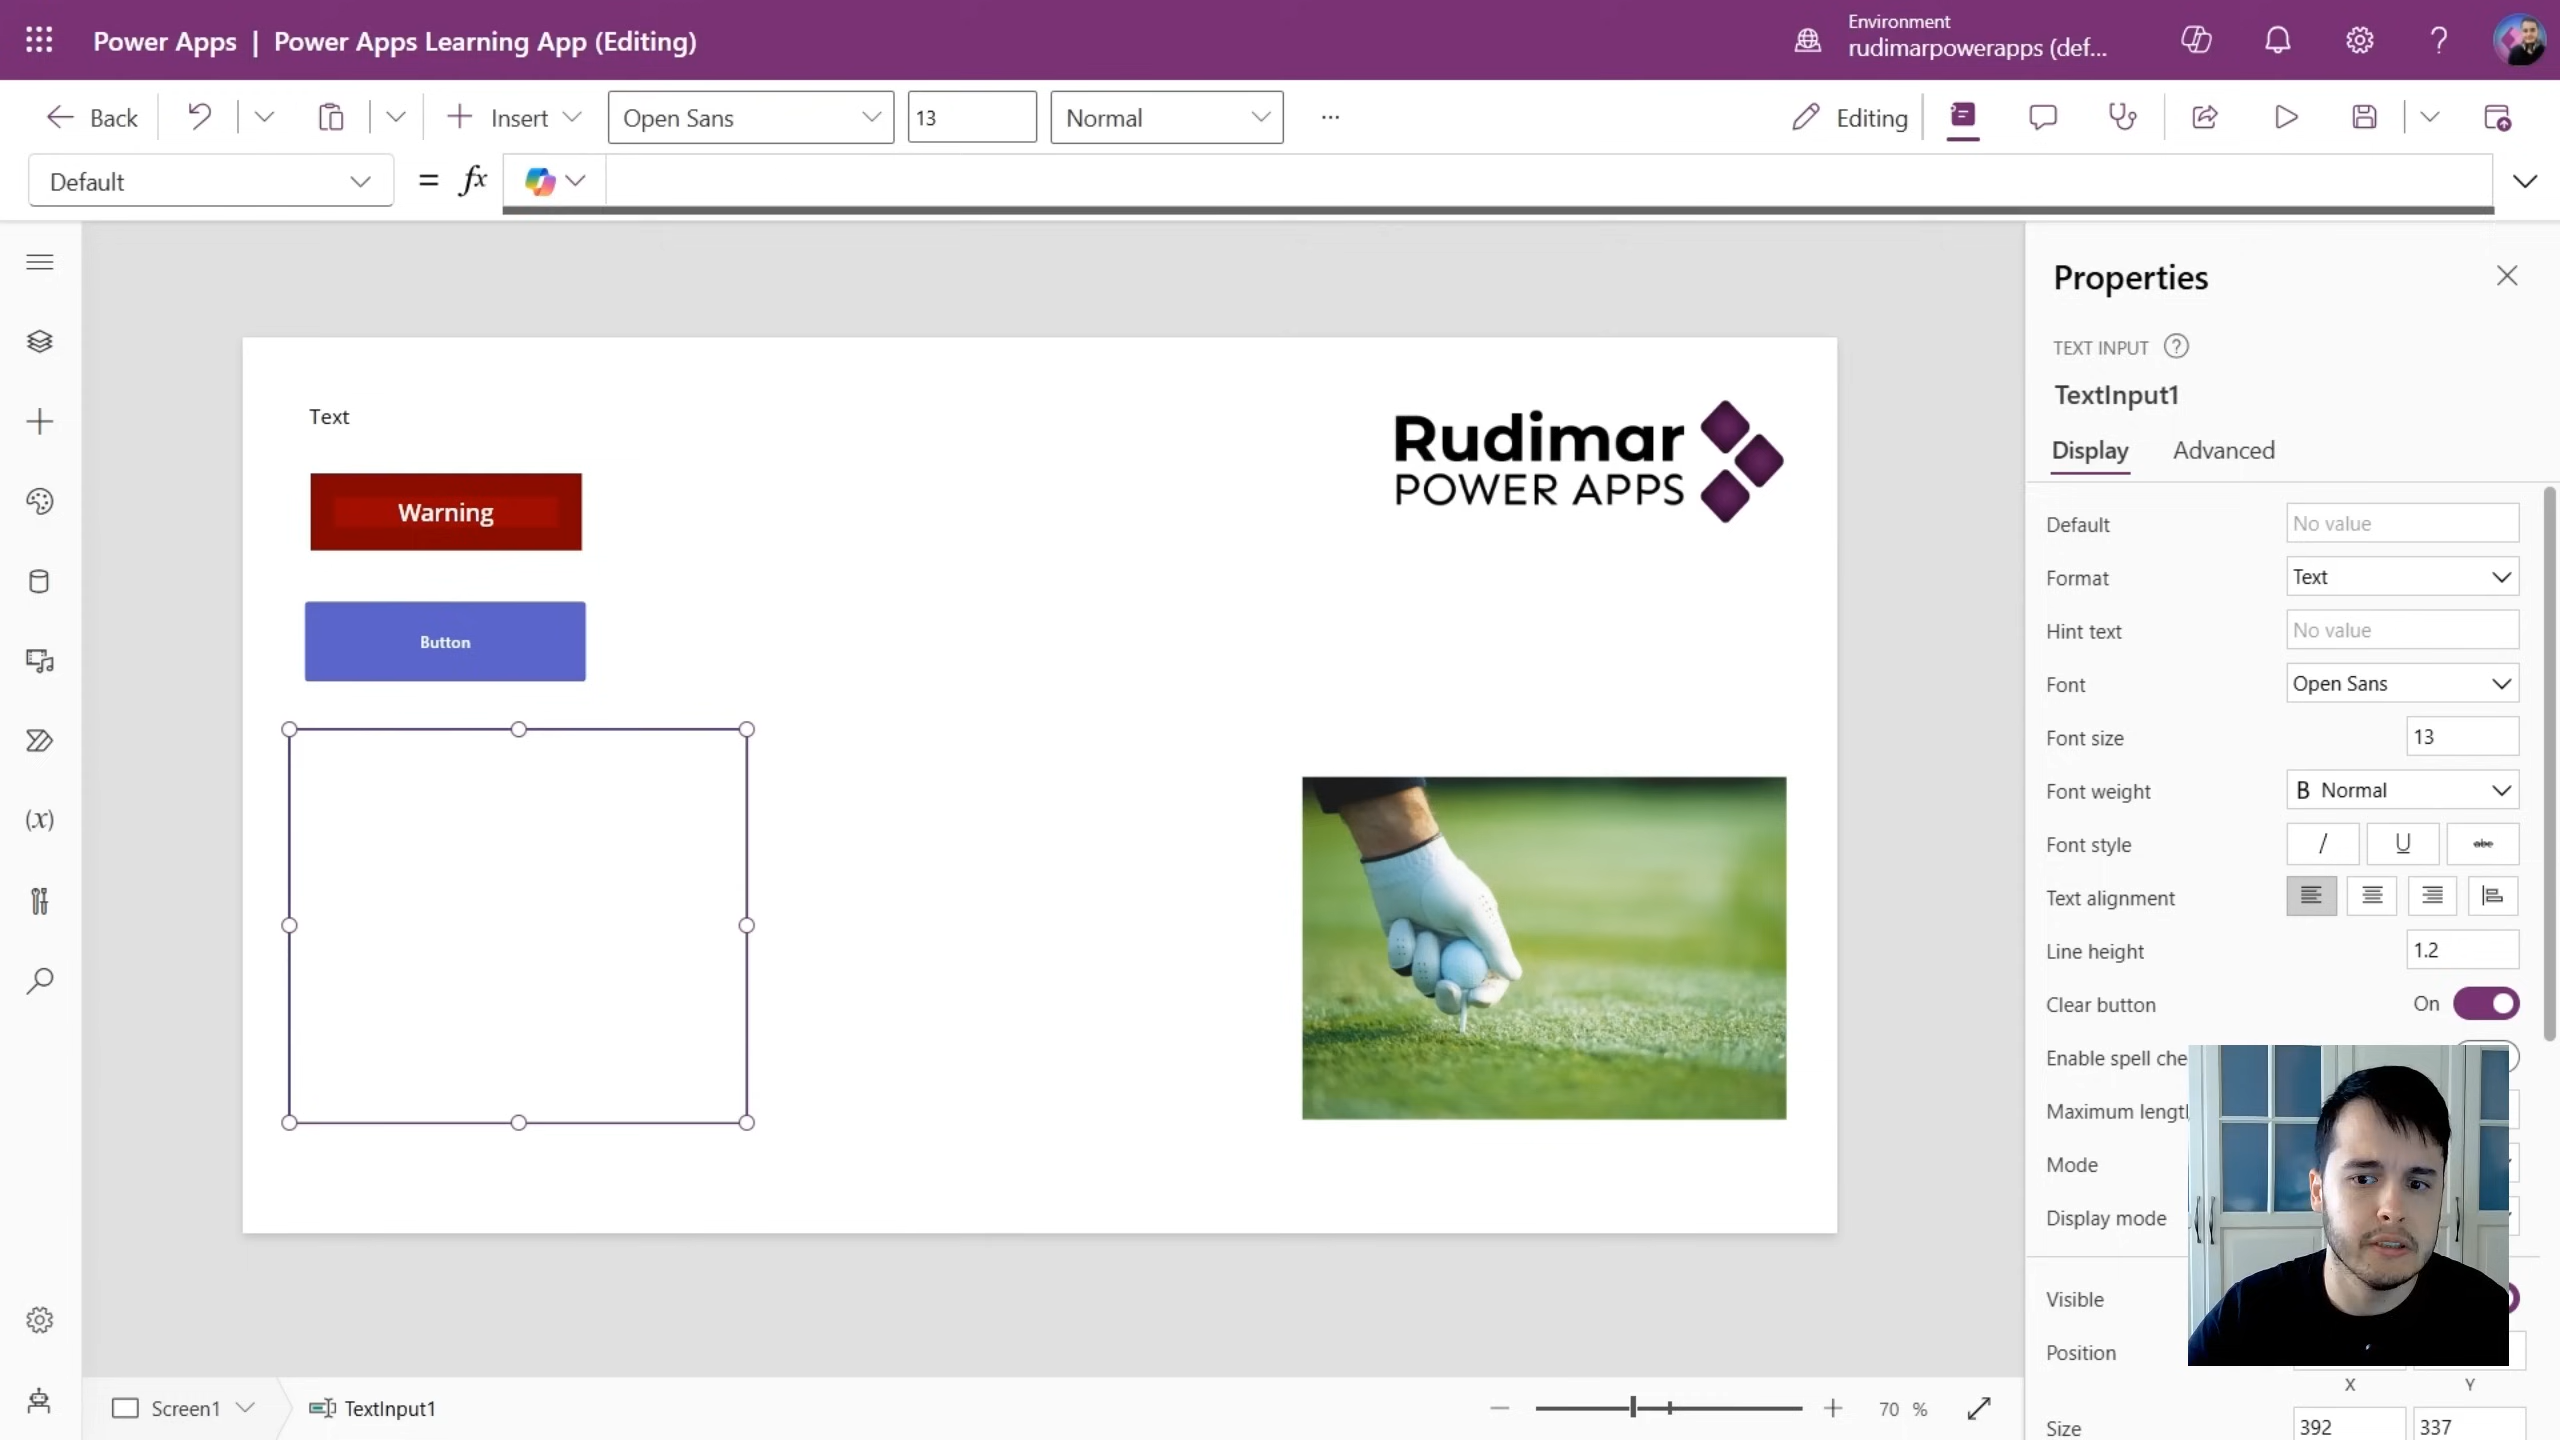 Power Apps | Power Apps Learning App (Editing)
Environment
rudimarpowerapps (def...
Back
Insert
Open Sans
13
Normal
...
Editing
Default
= fx
Properties
TEXT INPUT ?
TextInput1
Display
Advanced
Default
No value
Format
Text
Hint text
No value
Font
Open Sans
Font size
13
Font weight
B Normal
Font style
/ U abc
Text alignment
Line height
1.2
Clear button
On
Enable spell che
Maximum lengt
Mode
Display mode
Visible
Position
X Y
Size
392 337
Text
Warning
Button
Rudimar
POWER APPS
(x)
Screen1
TextInput1
70 %